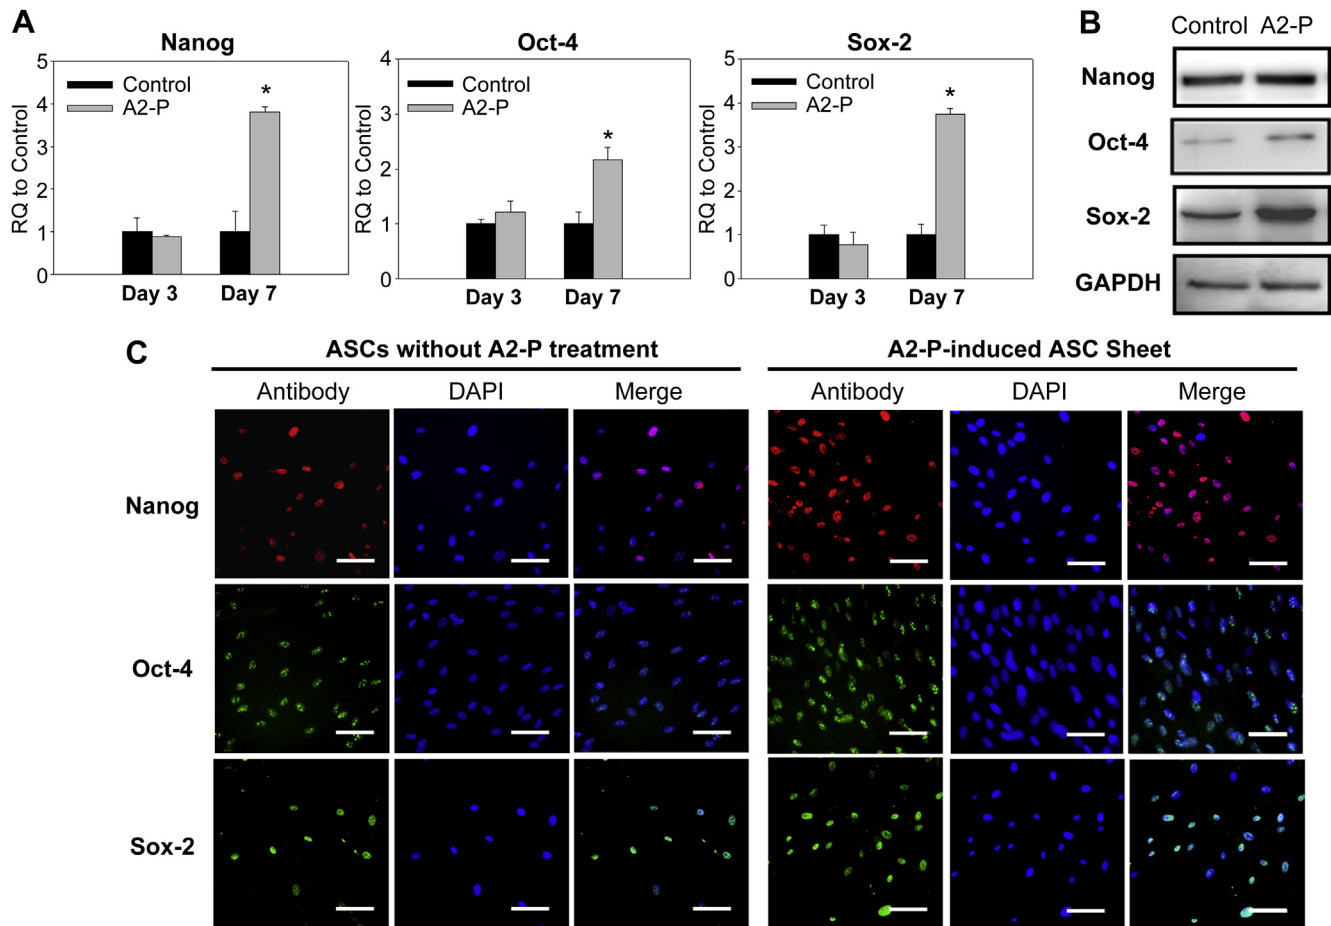 A
Nanog
RQ to Control
5
4
3
2
1
0
Control
A2-P
*
Day 3 Day 7
Oct-4
RQ to Control
4
3
2
1
0
Control
A2-P
*
Day 3 Day 7
Sox-2
RQ to Control
5
4
3
2
1
0
Control
A2-P
*
Day 3 Day 7
B
Control A2-P
Nanog
Oct-4
Sox-2
GAPDH
C
ASCs without A2-P treatment
A2-P-induced ASC Sheet
Antibody DAPI Merge Antibody DAPI Merge
Nanog
Oct-4
Sox-2